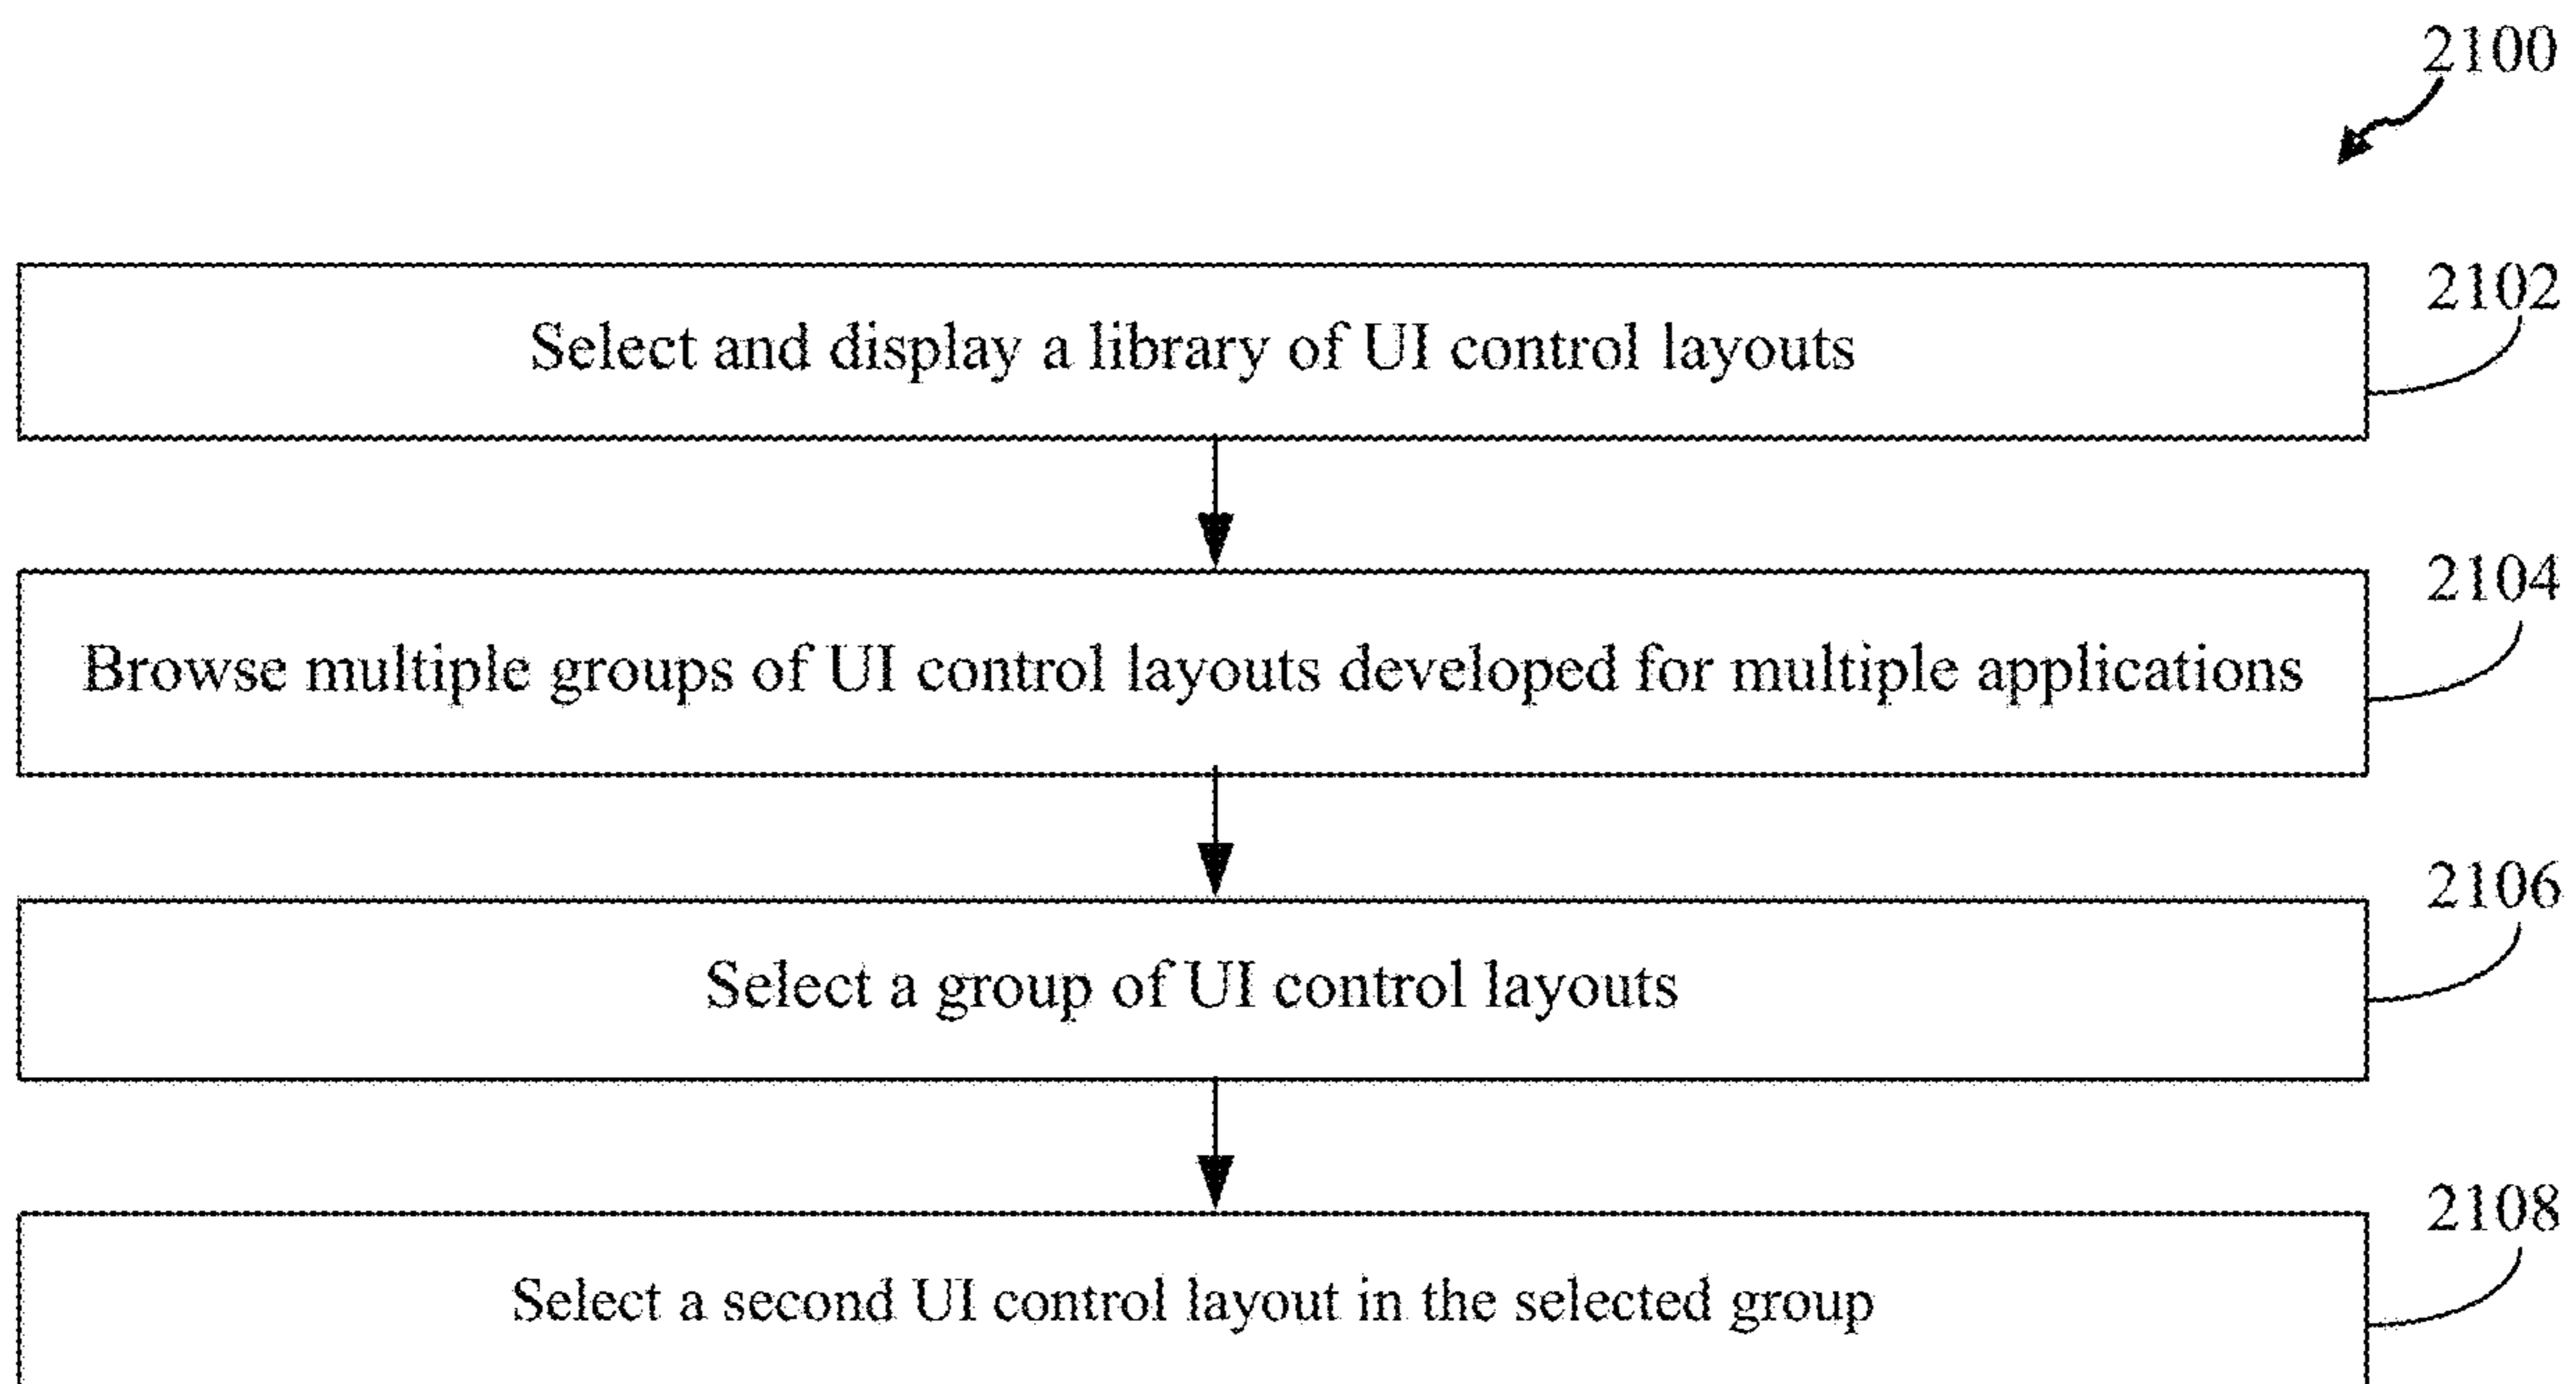 2100
2102
Select and display a library of UI control layouts
2104
Browse multiple groups of UI control layouts developed for multiple applications
2106
Select a group of UI control layouts
2108
Select a second UI control layout in the selected group